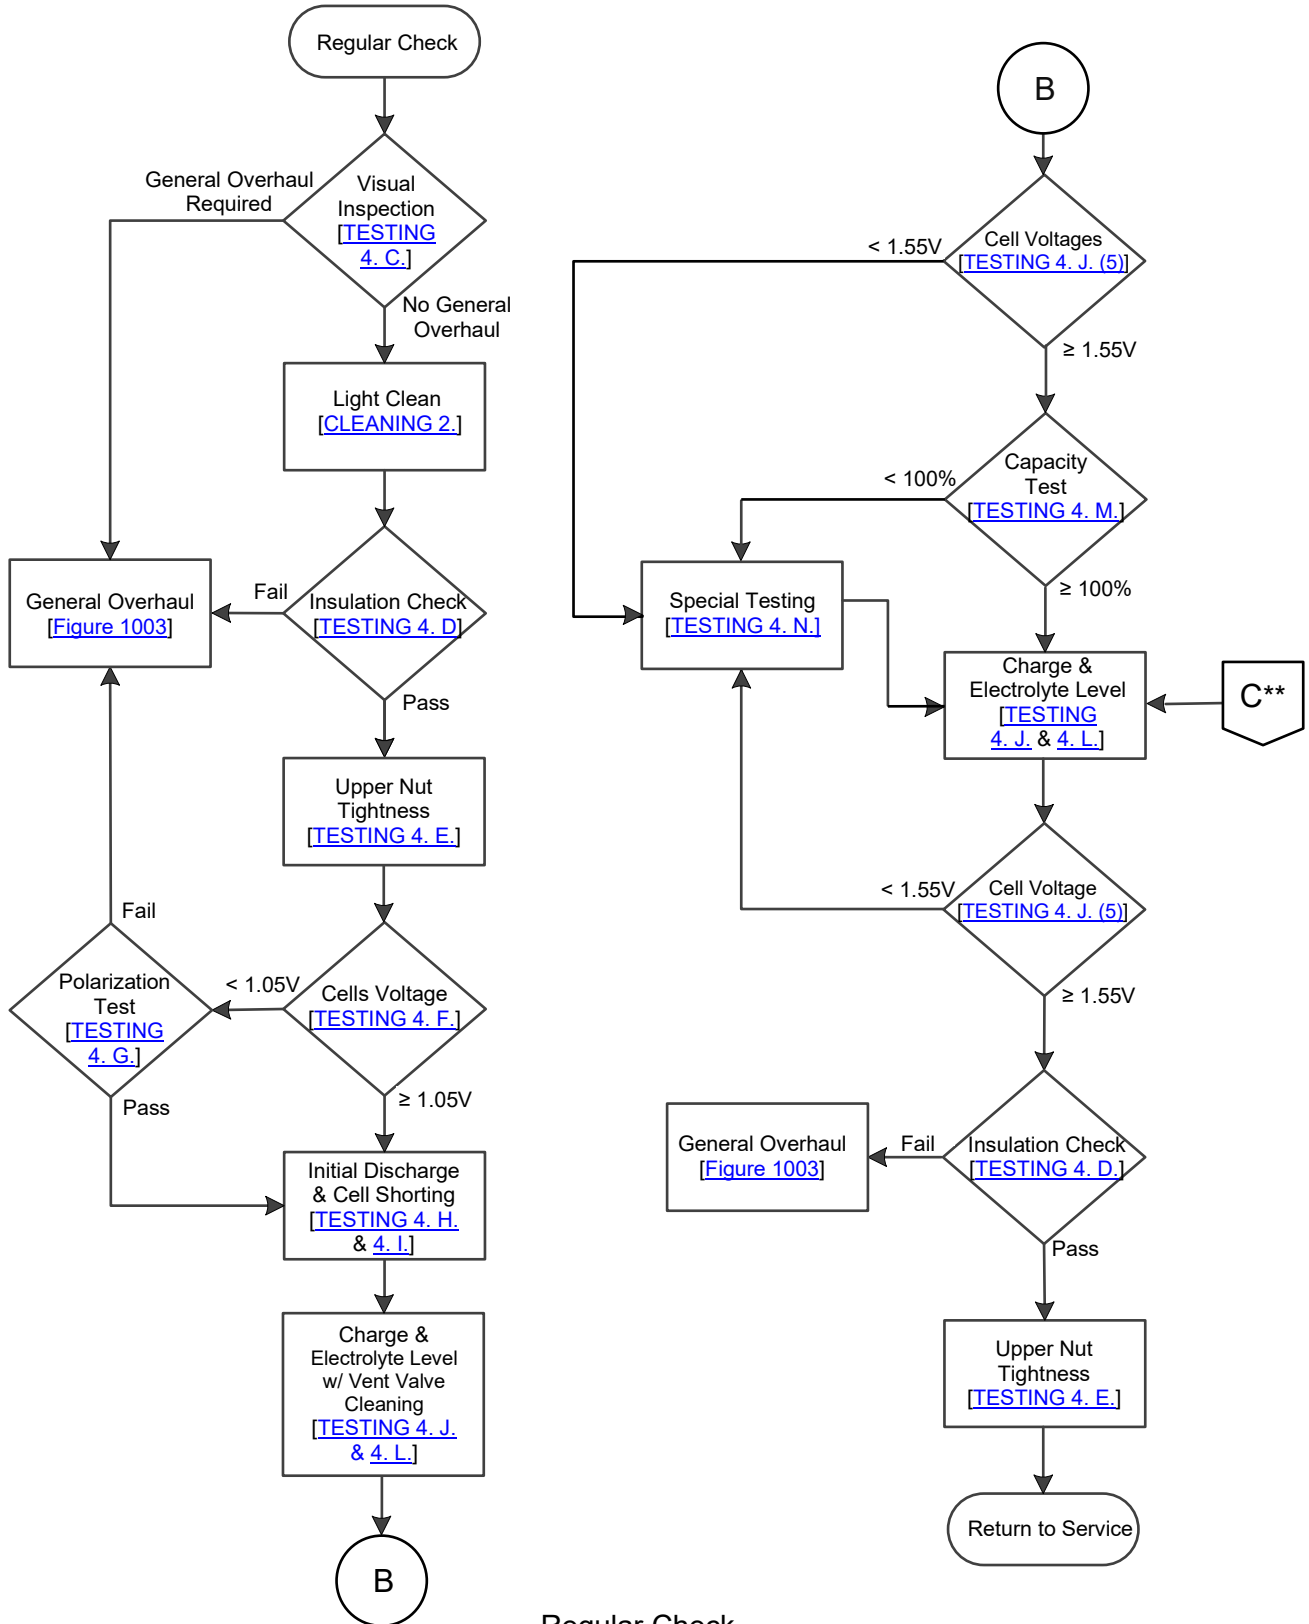 Regular Check
General Overhaul
Required
Visual
Inspection
[TESTING
4. C.]
No General
Overhaul
Light Clean
[CLEANING 2.]
General Overhaul
[Figure 1003]
Fail
Insulation Check
[TESTING 4. D]
Pass
Upper Nut
Tightness
[TESTING 4. E.]
Fail
Polarization
Test
[TESTING
4. G.]
Pass
< 1.05V
Cells Voltage
[TESTING 4. F.]
≥ 1.05V
Initial Discharge
& Cell Shorting
[TESTING 4. H.
& 4. I.]
Charge &
Electrolyte Level
w/ Vent Valve
Cleaning
[TESTING 4. J.
& 4. L.]
B
B
< 1.55V
Cell Voltages
[TESTING 4. J. (5)]
≥ 1.55V
< 100%
Capacity
Test
[TESTING 4. M.]
≥ 100%
Special Testing
[TESTING 4. N.]
Charge &
Electrolyte Level
[TESTING
4. J. & 4. L.]
C**
< 1.55V
Cell Voltage
[TESTING 4. J. (5)]
≥ 1.55V
General Overhaul
[Figure 1003]
Fail
Insulation Check
[TESTING 4. D.]
Pass
Upper Nut
Tightness
[TESTING 4. E.]
Return to Service
Regular Check